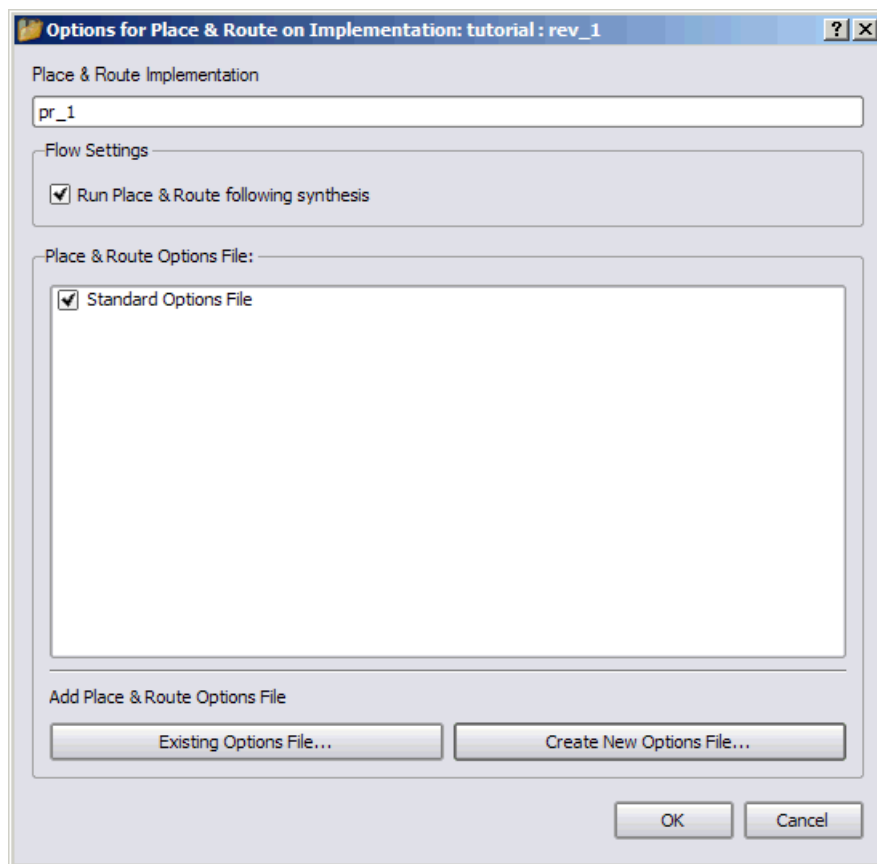 Options for Place & Route on Implementation: tutorial : rev_1
Place & Route Implementation
pr_1
Flow Settings
Run Place & Route following synthesis
Place & Route Options File:
Standard Options File
Add Place & Route Options File
Existing Options File... Create New Options File...
OK Cancel